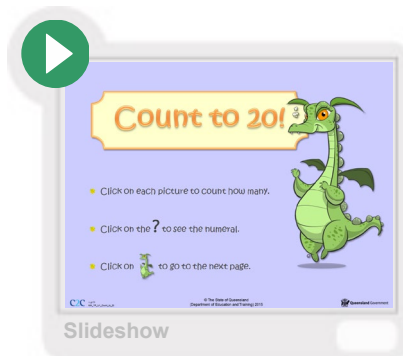 Count to 20!
Click on each picture to count how many.
Click on the ? to see the numeral.
Click on to go to the next page.
C2C
© The State of Queensland
(Department of Education and Training) 2015
Queensland Government
Slideshow